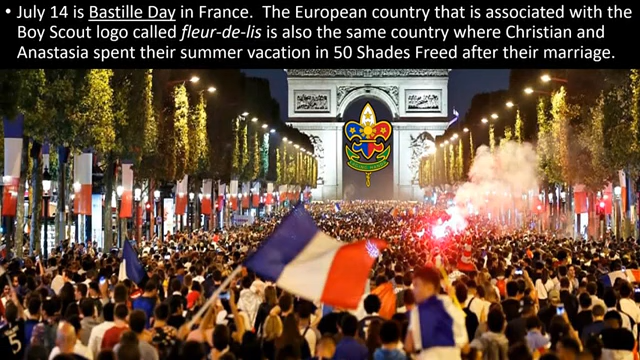 • July 14 is Bastille Day in France. The European country that is associated with the
Boy Scout logo called fleur-de-lis is also the same country where Christian and
Anastasia spent their summer vacation in 50 Shades Freed after their marriage.